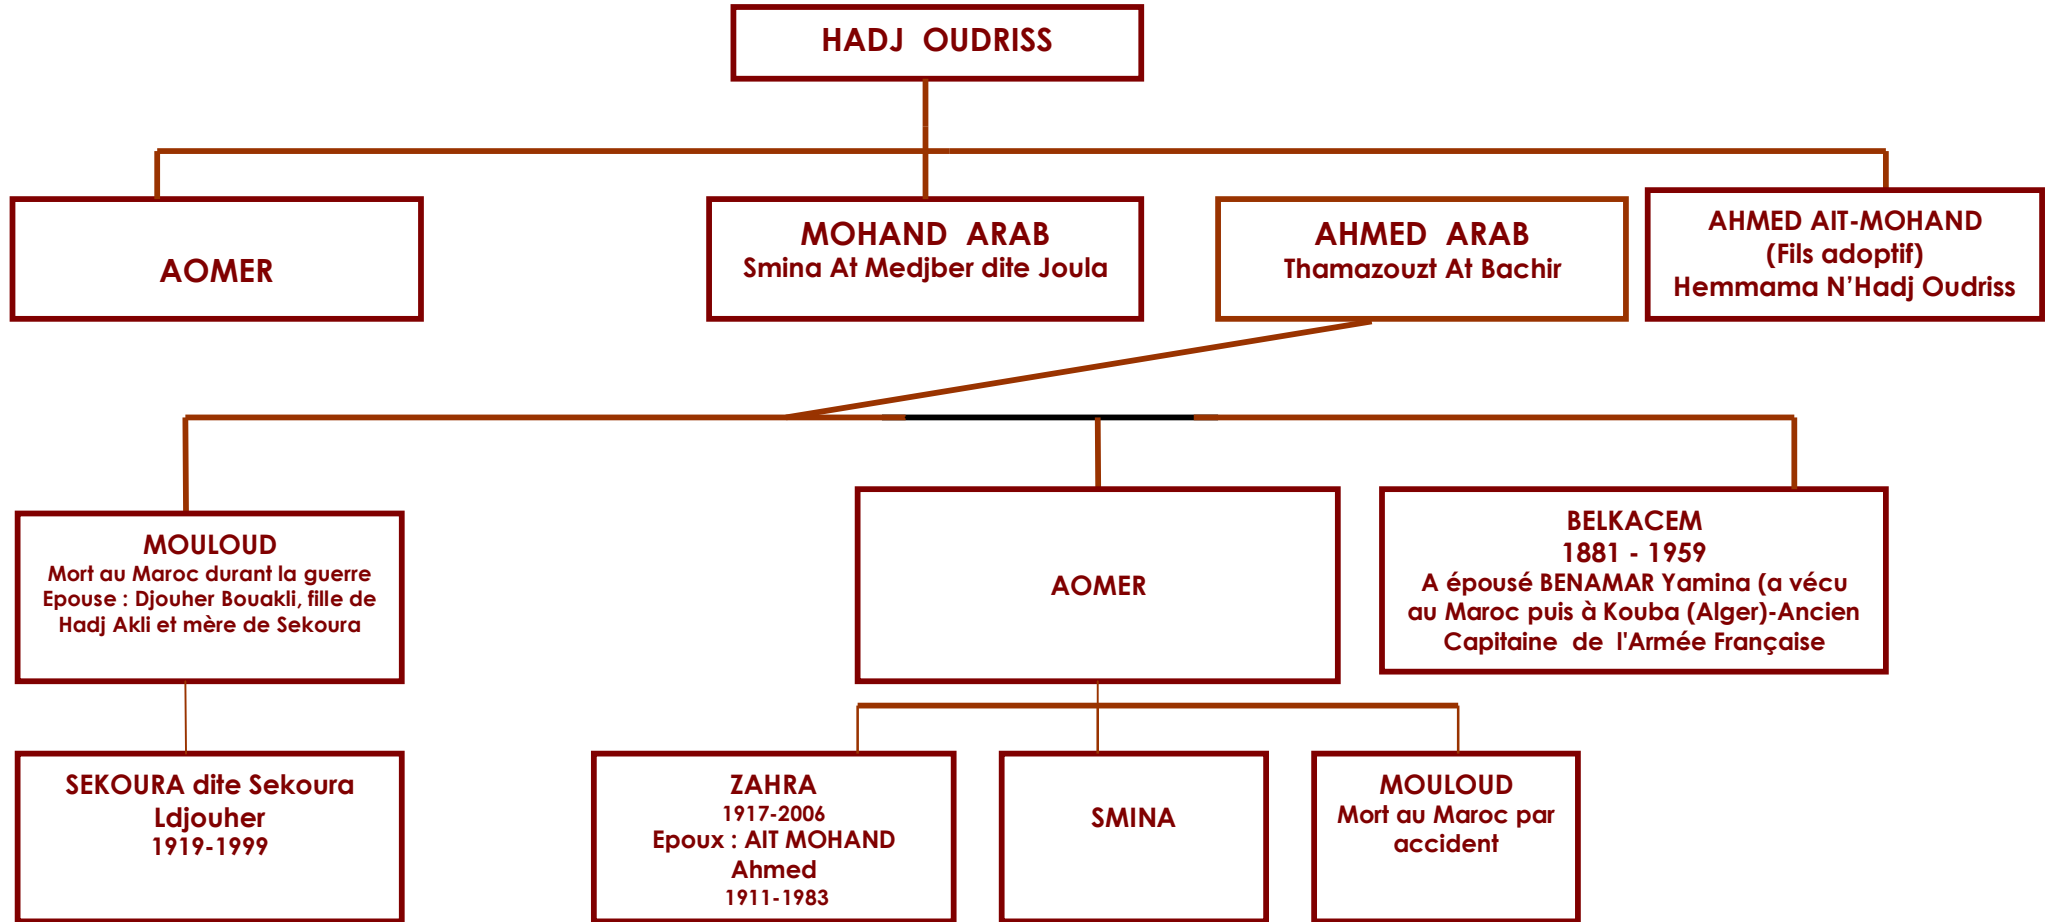 HADJ OUDRISS
AOMER
MOHAND ARAB
Smina At Medjber dite Joula
AHMED ARAB
Thamazouzt At Bachir
AHMED AIT-MOHAND
(Fils adoptif)
Hemmama N’Hadj Oudriss
MOULOUD
Mort au Maroc durant la guerre
Epouse : Djouher Bouakli, fille de
Hadj Akli et mère de Sekoura
AOMER
BELKACEM
1881 - 1959
A épousé BENAMAR Yamina (a vécu
au Maroc puis à Kouba (Alger)-Ancien
Capitaine de l'Armée Française
SEKOURA dite Sekoura
Ldjouher
1919-1999
ZAHRA
1917-2006
Epoux : AIT MOHAND
Ahmed
1911-1983
SMINA
MOULOUD
Mort au Maroc par
accident